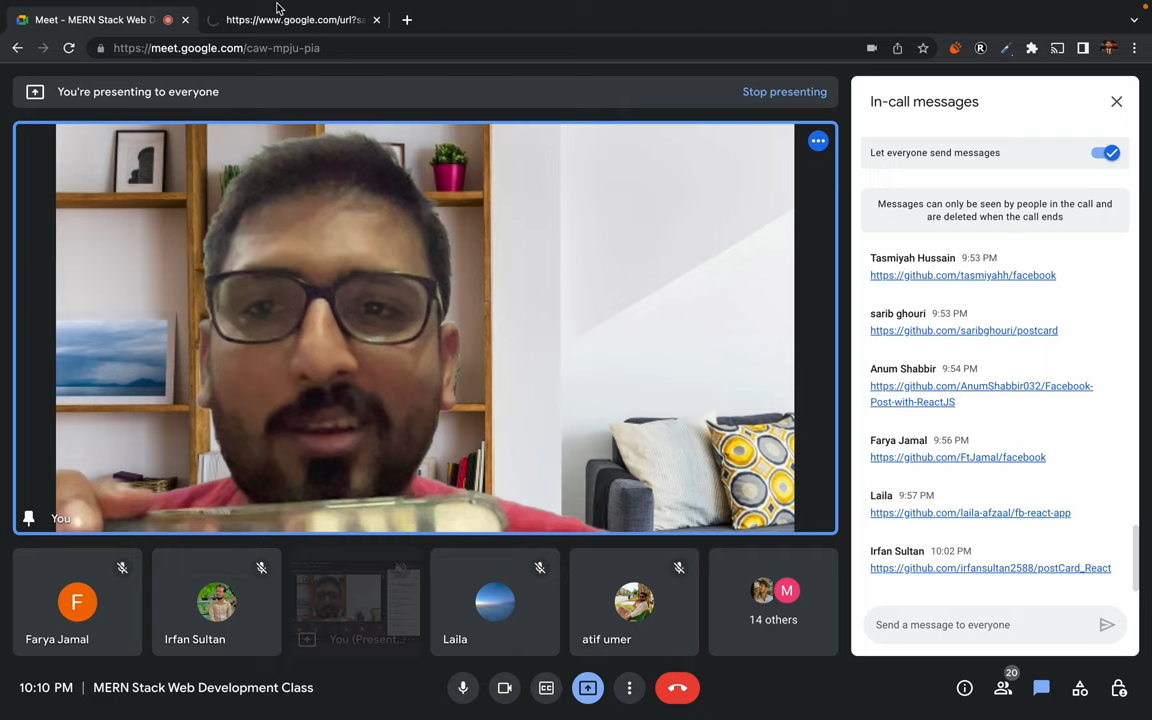 Meet - MERN Stack Web D
https://www.google.com/url?sa
https://meet.google.com/caw-mpju-pia
You're presenting to everyone
Stop presenting
You
Farya Jamal
Irfan Sultan
You (Present...
Laila
atif umer
M
14 others
F
In-call messages
Let everyone send messages
Messages can only be seen by people in the call and
are deleted when the call ends
Tasmiyah Hussain 9:53 PM
https://github.com/tasmiyahh/facebook
sarib ghouri 9:53 PM
https://github.com/saribghouri/postcard
Anum Shabbir 9:54 PM
https://github.com/AnumShabbir032/Facebook-
Post-with-ReactJS
Farya Jamal 9:56 PM
https://github.com/FtJamal/facebook
Laila 9:57 PM
https://github.com/laila-afzaal/fb-react-app
Irfan Sultan 10:02 PM
https://github.com/irfansultan2588/postCard_React
Send a message to everyone
10:10 PM | MERN Stack Web Development Class
20